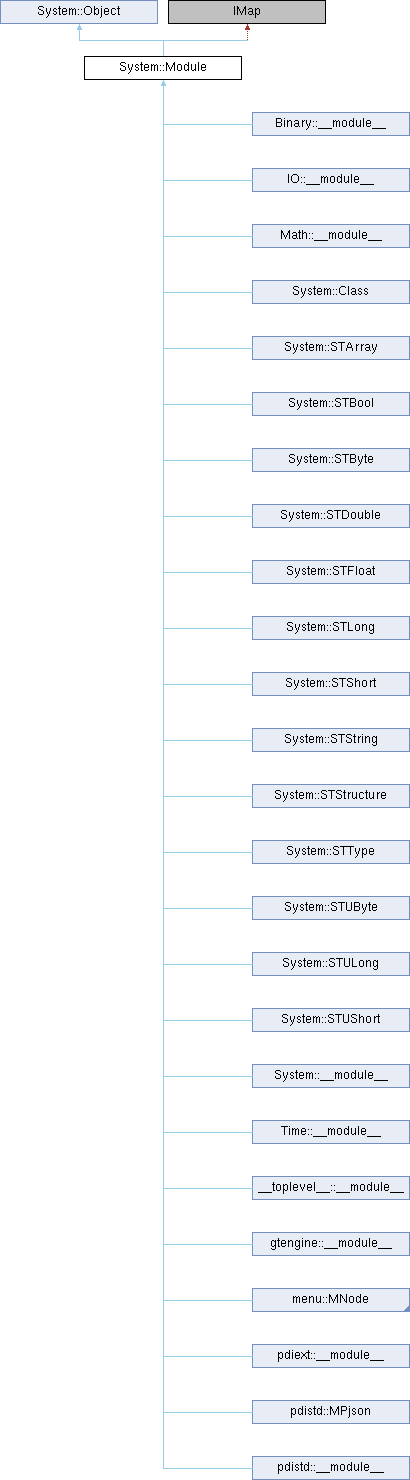 System::Object
IMap
System::Module
Binary::__module__
IO::__module__
Math::__module__
System::Class
System::STArray
System::STBool
System::STByte
System::STDouble
System::STFloat
System::STLong
System::STShort
System::STString
System::STStructure
System::STType
System::STUByte
System::STULong
System::STUShort
System::__module__
Time::__module__
__toplevel__::__module__
gtengine::__module__
menu::MNode
pdiext::__module__
pdistd::MPjson
pdistd::__module__